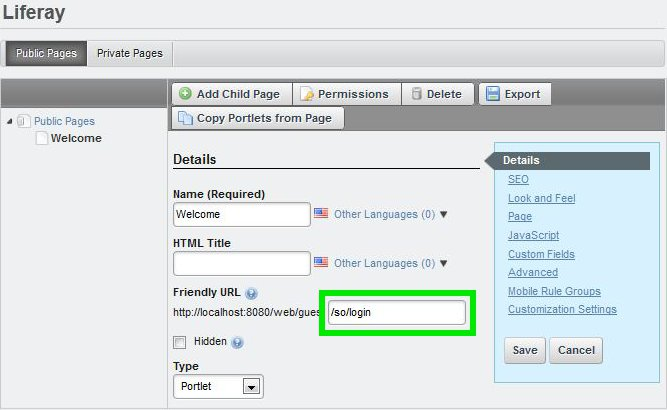 Liferay
Public Pages Private Pages
Add Child Page Permissions Delete Export
Copy Portlets from Page
Public Pages
Welcome
Details
Name (Required)
Welcome Other Languages (0)
HTML Title
Other Languages (0)
Friendly URL ?
http://localhost:8080/web/gues /so/login
Hidden ?
Type
Portlet
Details
SEO
Look and Feel
Page
JavaScript
Custom Fields
Advanced
Mobile Rule Groups
Customization Settings
Save Cancel